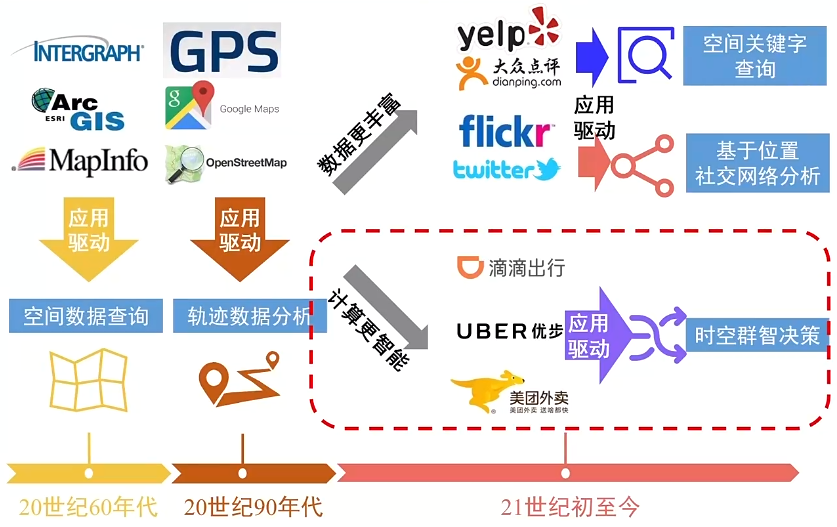 INTERGRAPH
Arc
ESRI GIS
MapInfo
应用
驱动
空间数据查询
20世纪60年代
GPS
g
Google Maps
OpenStreetMap
应用
驱动
轨迹数据分析
20世纪90年代
数据更丰富
yelp
大众点评
dianping.com
flickr
twitter
应用
驱动
空间关键字
查询
基于位置
社交网络分析
计算更智能
滴滴出行
UBER 优步
美团外卖
美团外卖 送啥都快
应用
驱动
时空群智决策
21世纪初至今